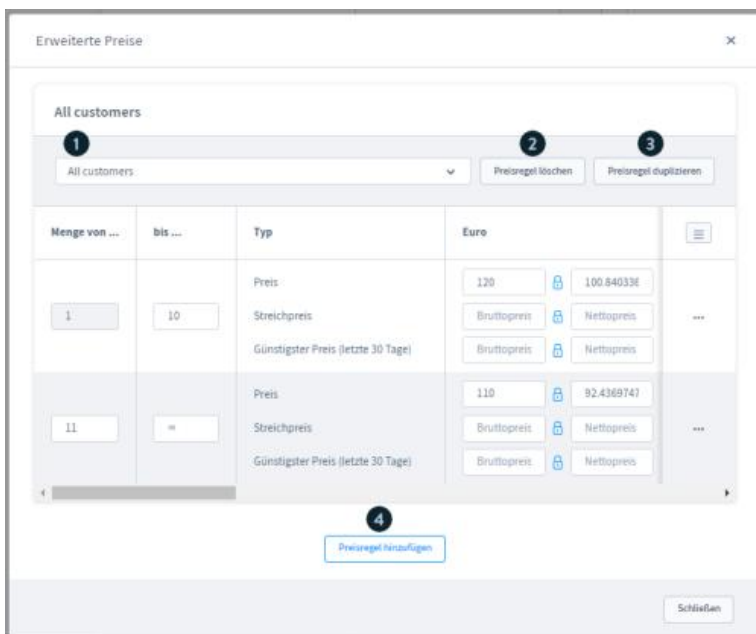 Erweiterte Preise ×
All customers
1 2 3
All customers Preisregel löschen Preisregel duplizieren
Menge von ... bis ... Typ Euro
Preis 120 100.840336
1 10 Streichpreis Bruttopreis Nettopreis ...
Günstigster Preis (letzte 30 Tage) Bruttopreis Nettopreis
Preis 110 92.4369747
11 ∞ Streichpreis Bruttopreis Nettopreis ...
Günstigster Preis (letzte 30 Tage) Bruttopreis Nettopreis
4
Preisregel hinzufügen
Schließen